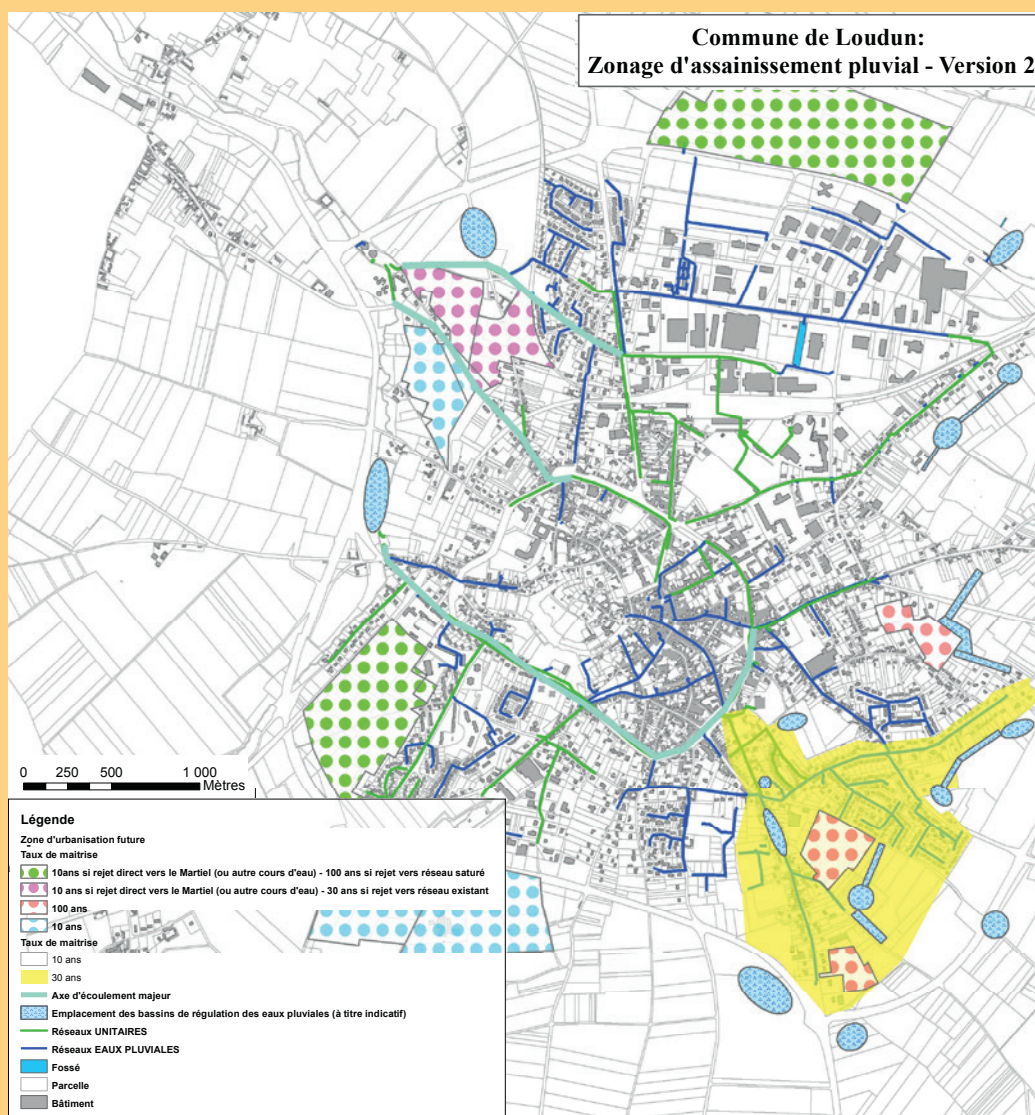 Commune de Loudun:
Zonage d'assainissement pluvial - Version 2
0 250 500 1 000
Mètres
Légende
Zone d'urbanisation future
Taux de maitrise
10ans si rejet direct vers le Martiel (ou autre cours d'eau) - 100 ans si rejet vers réseau saturé
10 ans si rejet direct vers le Martiel (ou autre cours d'eau) - 30 ans si rejet vers réseau existant
100 ans
10 ans
Taux de maitrise
10 ans
30 ans
Axe d'écoulement majeur
Emplacement des bassins de régulation des eaux pluviales (à titre indicatif)
Réseaux UNITAIRES
Réseaux EAUX PLUVIALES
Fossé
Parcelle
Bâtiment